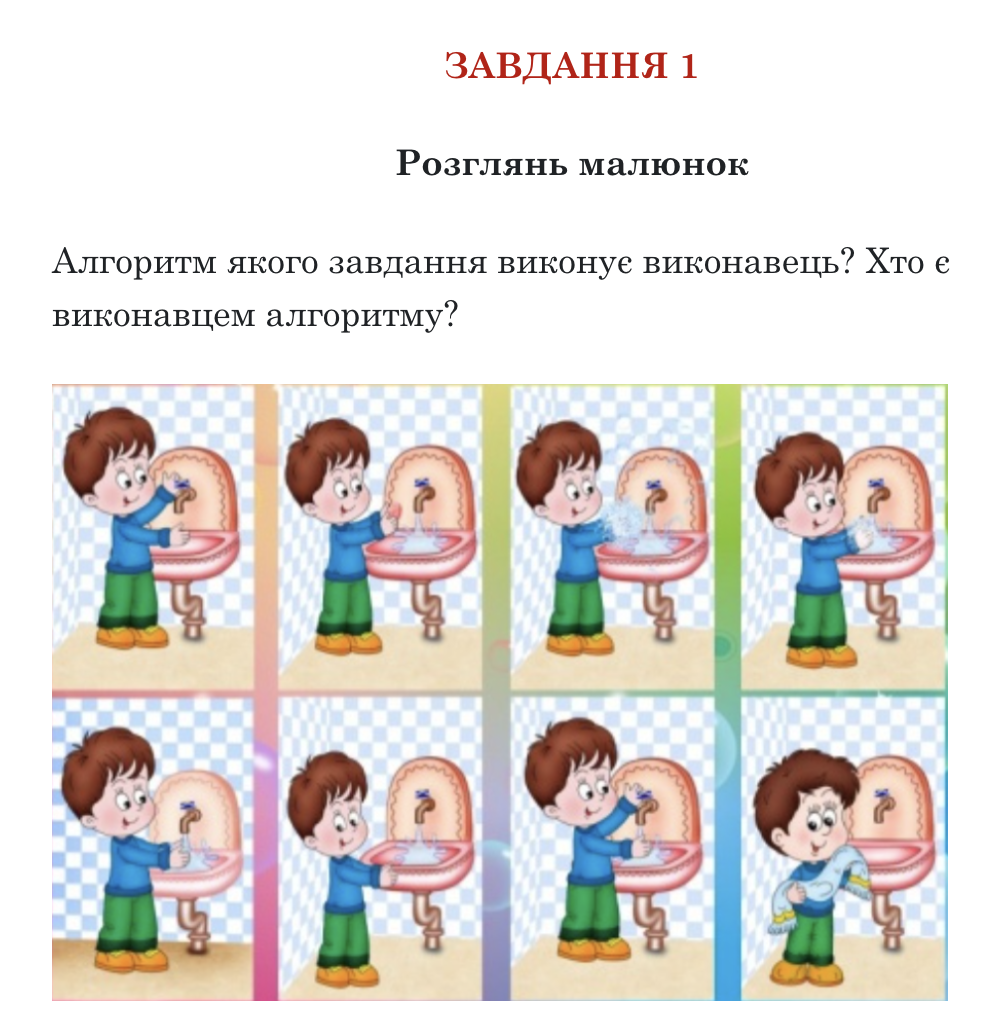 ЗАВДАННЯ 1
Розглянь малюнок
Алгоритм якого завдання виконує виконавець? Хто є
виконавцем алгоритму?